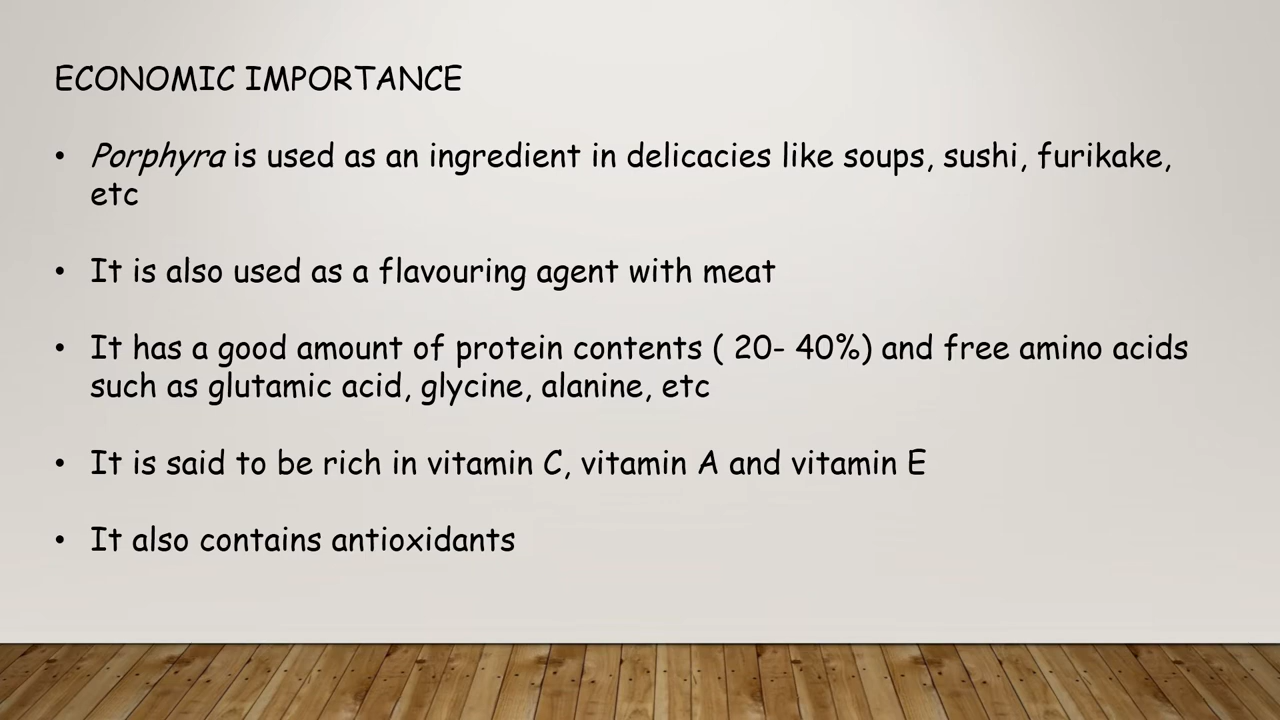 ECONOMIC IMPORTANCE
• Porphyra is used as an ingredient in delicacies like soups, sushi, furikake,
etc
• It is also used as a flavouring agent with meat
• It has a good amount of protein contents ( 20- 40%) and free amino acids
such as glutamic acid, glycine, alanine, etc
• It is said to be rich in vitamin C, vitamin A and vitamin E
• It also contains antioxidants